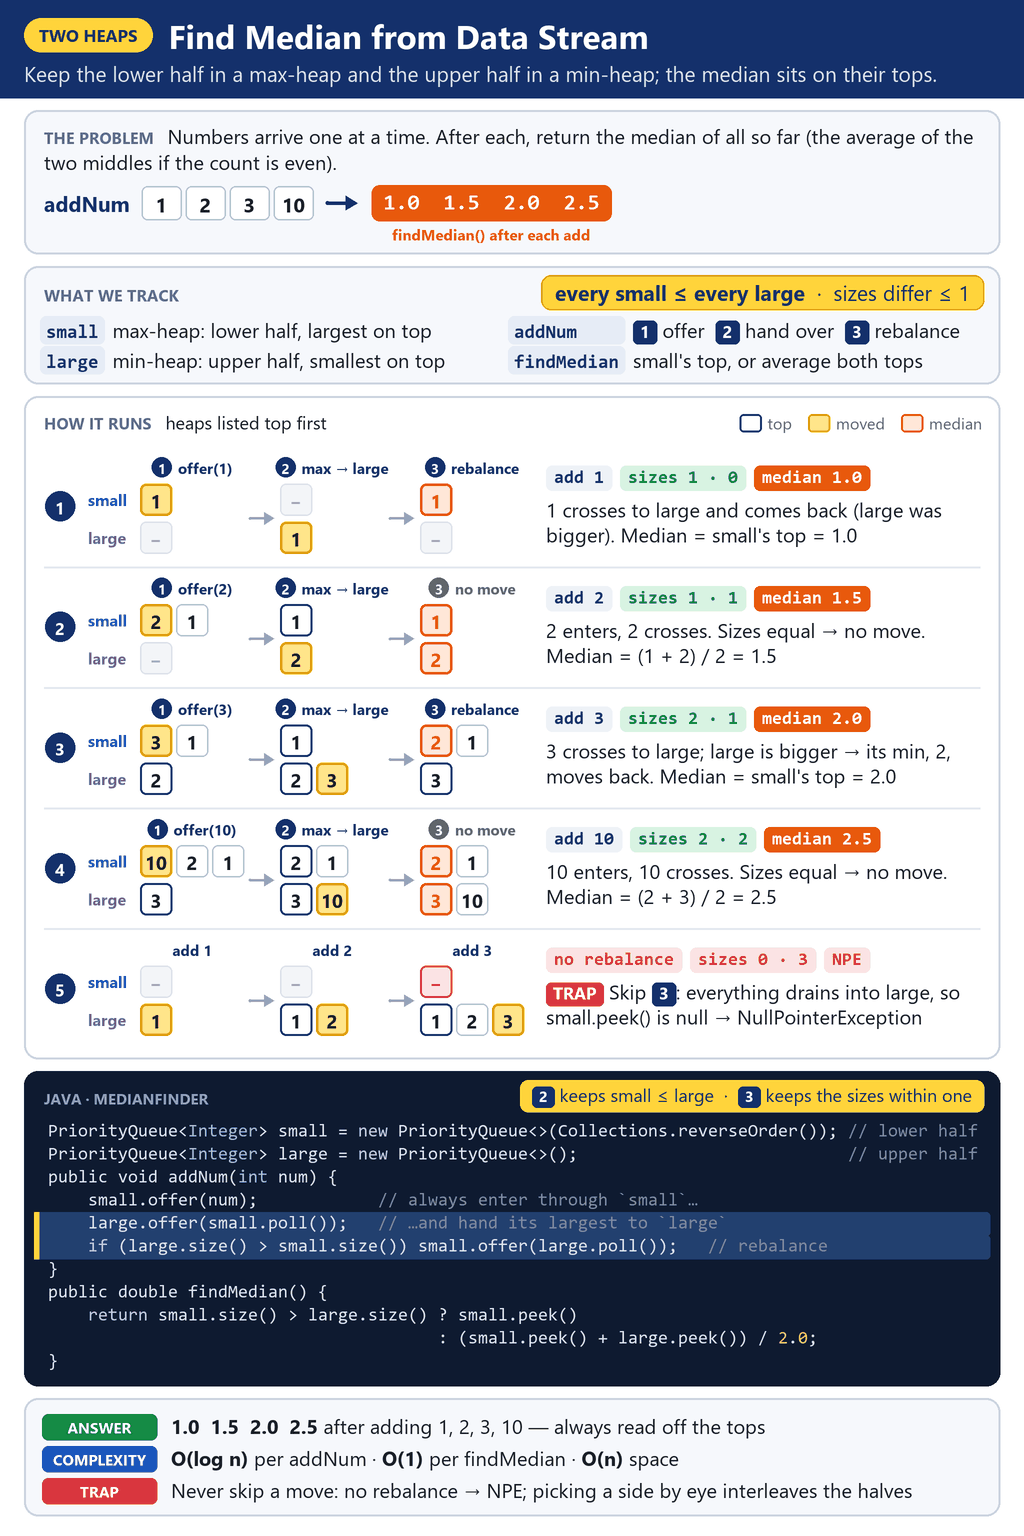 TWO HEAPS Find Median from Data Stream
Keep the lower half in a max-heap and the upper half in a min-heap; the median sits on their tops.
THE PROBLEM Numbers arrive one at a time. After each, return the median of all so far (the average of the
two middles if the count is even).
addNum 1 2 3 10 → 1.0 1.5 2.0 2.5
findMedian() after each add
WHAT WE TRACK every small ≤ every large · sizes differ ≤ 1
small max-heap: lower half, largest on top addNum 1 offer 2 hand over 3 rebalance
large min-heap: upper half, smallest on top findMedian small's top, or average both tops
HOW IT RUNS heaps listed top first top moved median
1 offer(1) 2 max → large 3 rebalance
1
small 1 – 1
large – 1 –
add 1 sizes 1 · 0 median 1.0
1 crosses to large and comes back (large was
bigger). Median = small's top = 1.0
1 offer(2) 2 max → large 3 no move
2
small 2 1 1 1
large – 2 2
add 2 sizes 1 · 1 median 1.5
2 enters, 2 crosses. Sizes equal → no move.
Median = (1 + 2) / 2 = 1.5
1 offer(3) 2 max → large 3 rebalance
3
small 3 1 1 2 1
large 2 2 3 3
add 3 sizes 2 · 1 median 2.0
3 crosses to large; large is bigger → its min, 2,
moves back. Median = small's top = 2.0
1 offer(10) 2 max → large 3 no move
4
small 10 2 1 2 1 2 1
large 3 3 10 3 10
add 10 sizes 2 · 2 median 2.5
10 enters, 10 crosses. Sizes equal → no move.
Median = (2 + 3) / 2 = 2.5
add 1 add 2 add 3
5
small – – –
large 1 1 2 1 2 3
no rebalance sizes 0 · 3 NPE
TRAP Skip 3: everything drains into large, so
small.peek() is null → NullPointerException
JAVA · MEDIANFINDER 2 keeps small ≤ large · 3 keeps the sizes within one
PriorityQueue<Integer> small = new PriorityQueue<>(Collections.reverseOrder()); // lower half
PriorityQueue<Integer> large = new PriorityQueue<>(); // upper half
public void addNum(int num) {
small.offer(num); // always enter through `small`…
large.offer(small.poll()); // …and hand its largest to `large`
if (large.size() > small.size()) small.offer(large.poll()); // rebalance
}
public double findMedian() {
return small.size() > large.size() ? small.peek()
: (small.peek() + large.peek()) / 2.0;
}
ANSWER 1.0 1.5 2.0 2.5 after adding 1, 2, 3, 10 — always read off the tops
COMPLEXITY O(log n) per addNum · O(1) per findMedian · O(n) space
TRAP Never skip a move: no rebalance → NPE; picking a side by eye interleaves the halves